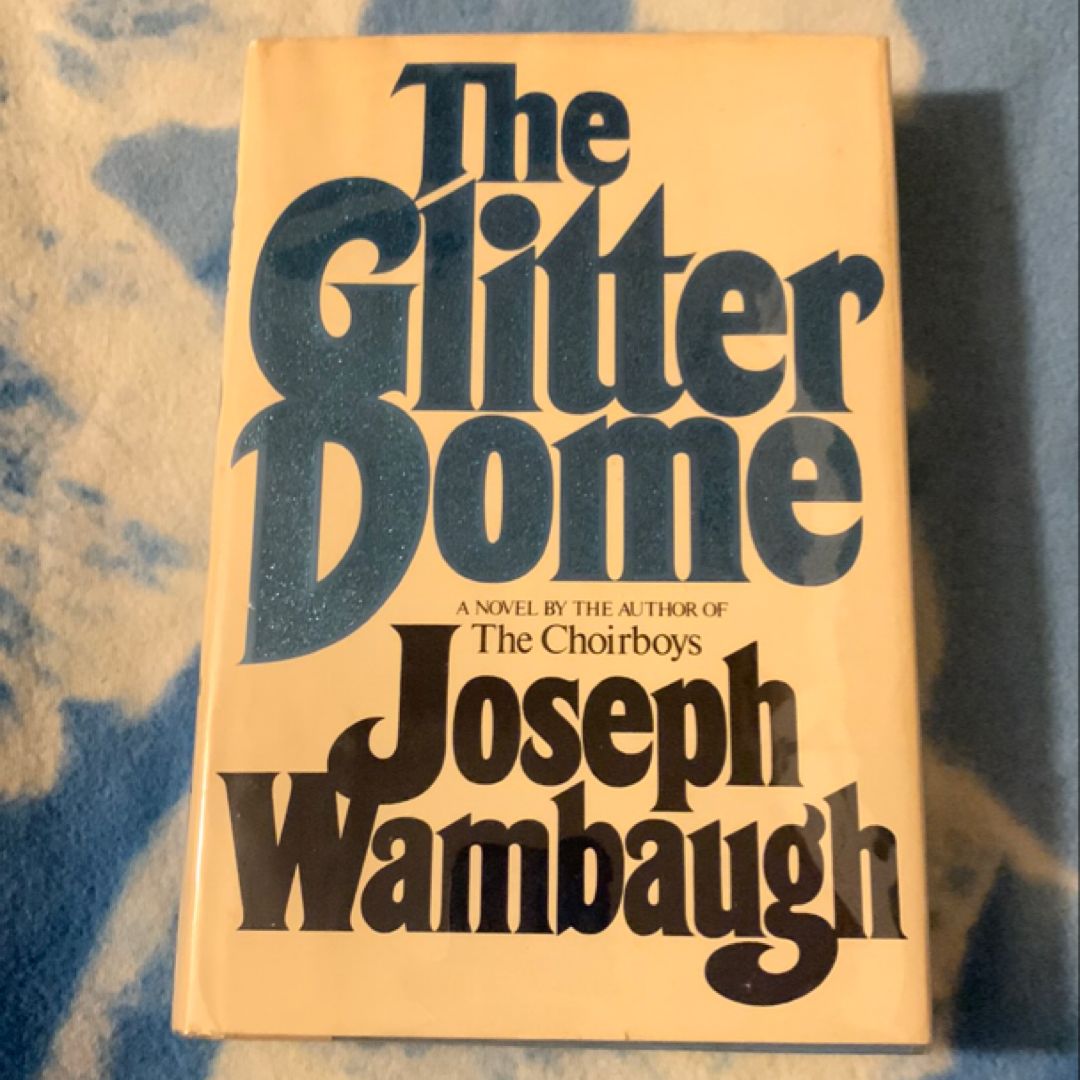 The
Glitter
Dome
A NOVEL BY THE AUTHOR OF
The Choirboys
Joseph
Wambaugh